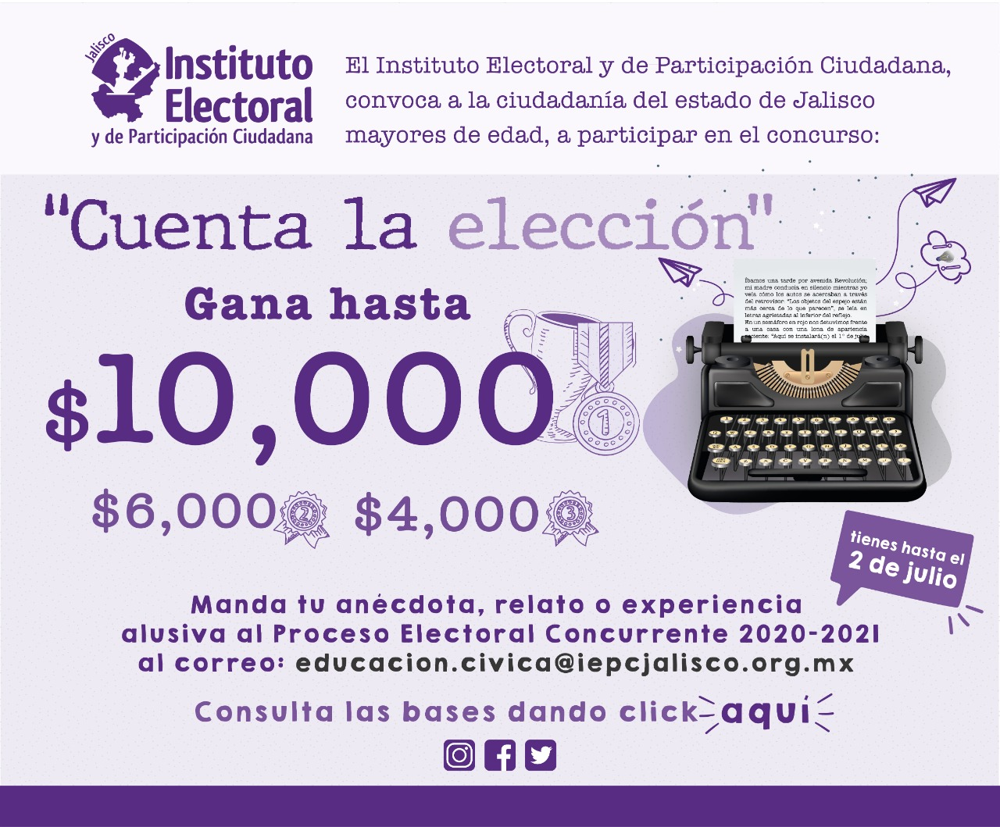 Jalisco
Instituto
Electoral
y de Participación Ciudadana
El Instituto Electoral y de Participación Ciudadana,
convoca a la ciudadanía del estado de Jalisco
mayores de edad, a participar en el concurso:
"Cuenta la elección"
Gana hasta
$10,000
1
$6,000
2
$4,000
3
Íbamos una tarde por avenida Revolución;
mi madre conducía en silencio mientras yo
veía cómo los autos se acercaban a través
del retrovisor: "Los objetos del espejo están
más cerca de lo que parecen", se leía en
letras agrietadas al inferior del reflejo.
En un semáforo en rojo nos detuvimos frente
a una casa con una lona de apariencia
reciente: "Aquí se instalará(n) el 1° de julio
tienes hasta el
2 de julio
Manda tu anécdota, relato o experiencia
alusiva al Proceso Electoral Concurrente 2020-2021
al correo: educacion.civica@iepcjalisco.org.mx
Consulta las bases dando click aquí